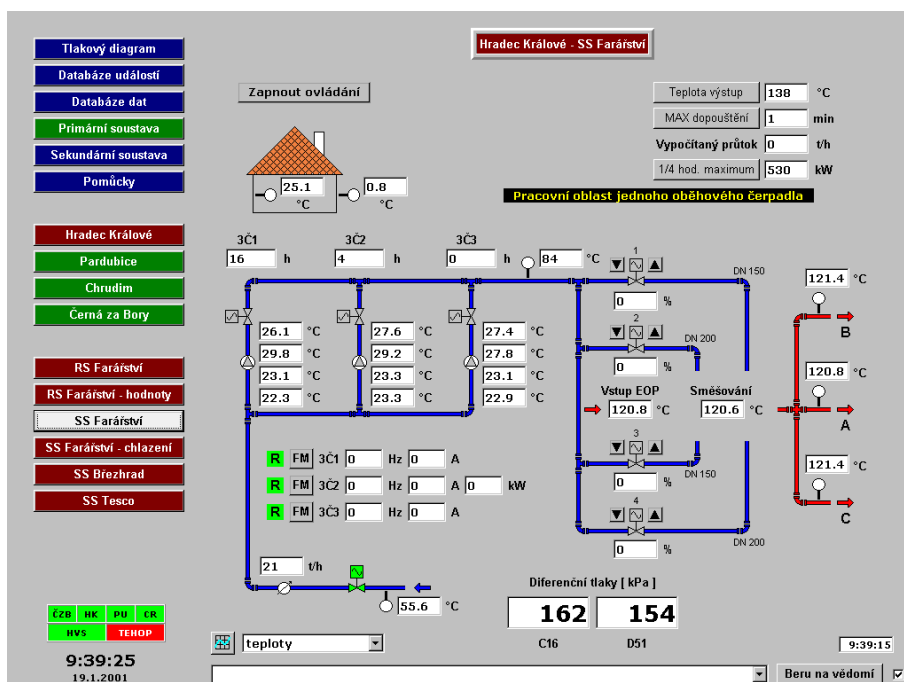 Hradec Králové - SS Farářství
Tlakový diagram
Databáze událostí
Databáze dat
Primární soustava
Sekundární soustava
Pomůcky
Zapnout ovládání
Teplota výstup 138 °C
MAX dopouštění 1 min
Vypočítaný průtok 0 t/h
1/4 hod. maximum 530 kW
25.1 °C
0.8 °C
Pracovní oblast jednoho oběhového čerpadla
Hradec Králové
Pardubice
Chrudim
Černá za Bory
RS Farářství
RS Farářství - hodnoty
SS Farářství
SS Farářství - chlazení
SS Březhrad
SS Tesco
3Č1 3Č2 3Č3
16 h 4 h 0 h 84 °C
26.1 °C 27.6 °C 27.4 °C
29.8 °C 29.2 °C 27.8 °C
23.1 °C 23.3 °C 23.1 °C
22.3 °C 23.3 °C 22.9 °C
1
DN 150
0 %
2
DN 200
0 %
Vstup EOP Směšování
120.8 °C 120.6 °C
3
DN 150
0 %
4
DN 200
0 %
121.4 °C
B
120.8 °C
A
121.4 °C
C
R FM 3Č1 0 Hz 0 A
R FM 3Č2 0 Hz 0 A 0 kW
R FM 3Č3 0 Hz 0 A
21 t/h
55.6 °C
Diferenční tlaky [ kPa ]
162 154
C16 D51
ČZB HK PU CR
HVS TEHOP
9:39:25
19.1.2001
teploty
9:39:15
Beru na vědomí